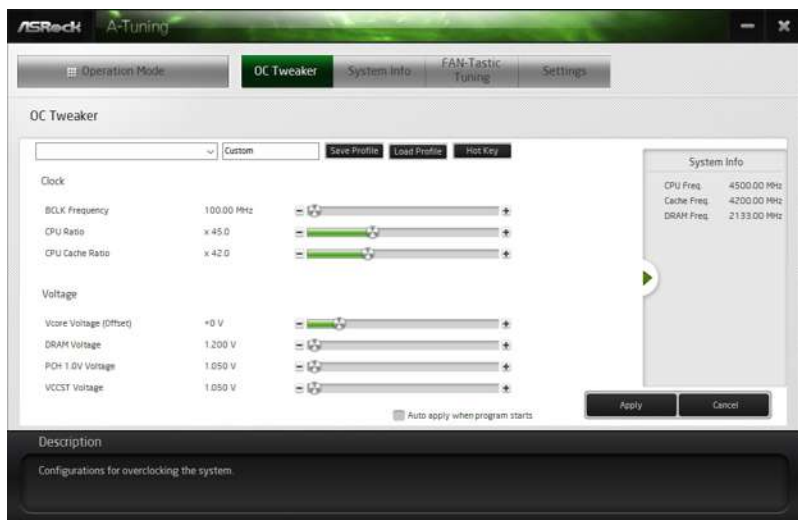 ASRock A-Tuning
Operation Mode OC Tweaker System Info FAN-Tastic Tuning Settings
OC Tweaker
Custom Save Profile Load Profile Hot Key
System Info
Clock
CPU Freq. 4500.00 MHz
Cache Freq. 4200.00 MHz
DRAM Freq. 2133.00 MHz
BCLK Frequency 100.00 MHz
CPU Ratio x 45.0
CPU Cache Ratio x 42.0
Voltage
Vcore Voltage (Offset) +0 V
DRAM Voltage 1.200 V
PCH 1.0V Voltage 1.050 V
VCCST Voltage 1.050 V
Auto apply when program starts
Apply Cancel
Description
Configurations for overclocking the system.